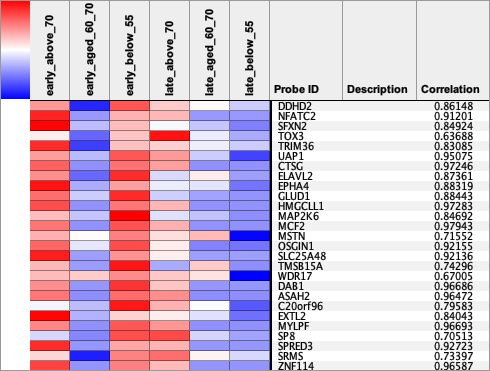 early_above_70
early_aged_60_70
early_below_55
late_above_70
late_aged_60_70
late_below_55
Probe ID Description Correlation
DDHD2 0.86148
NFATC2 0.91201
SFXN2 0.84924
TOX3 0.63688
TRIM36 0.83085
UAP1 0.95075
CTSG 0.97246
ELAVL2 0.87361
EPHA4 0.88319
GLUD1 0.88443
HMGCLL1 0.97283
MAP2K6 0.84692
MCF2 0.97943
MSTN 0.71552
OSGIN1 0.92155
SLC25A48 0.92136
TMSB15A 0.74296
WDR17 0.67005
DAB1 0.96686
ASAH2 0.96472
C20orf96 0.79583
EXTL2 0.84043
MYLPF 0.96693
SP8 0.70513
SPRED3 0.92723
SRMS 0.73397
ZNF114 0.96587